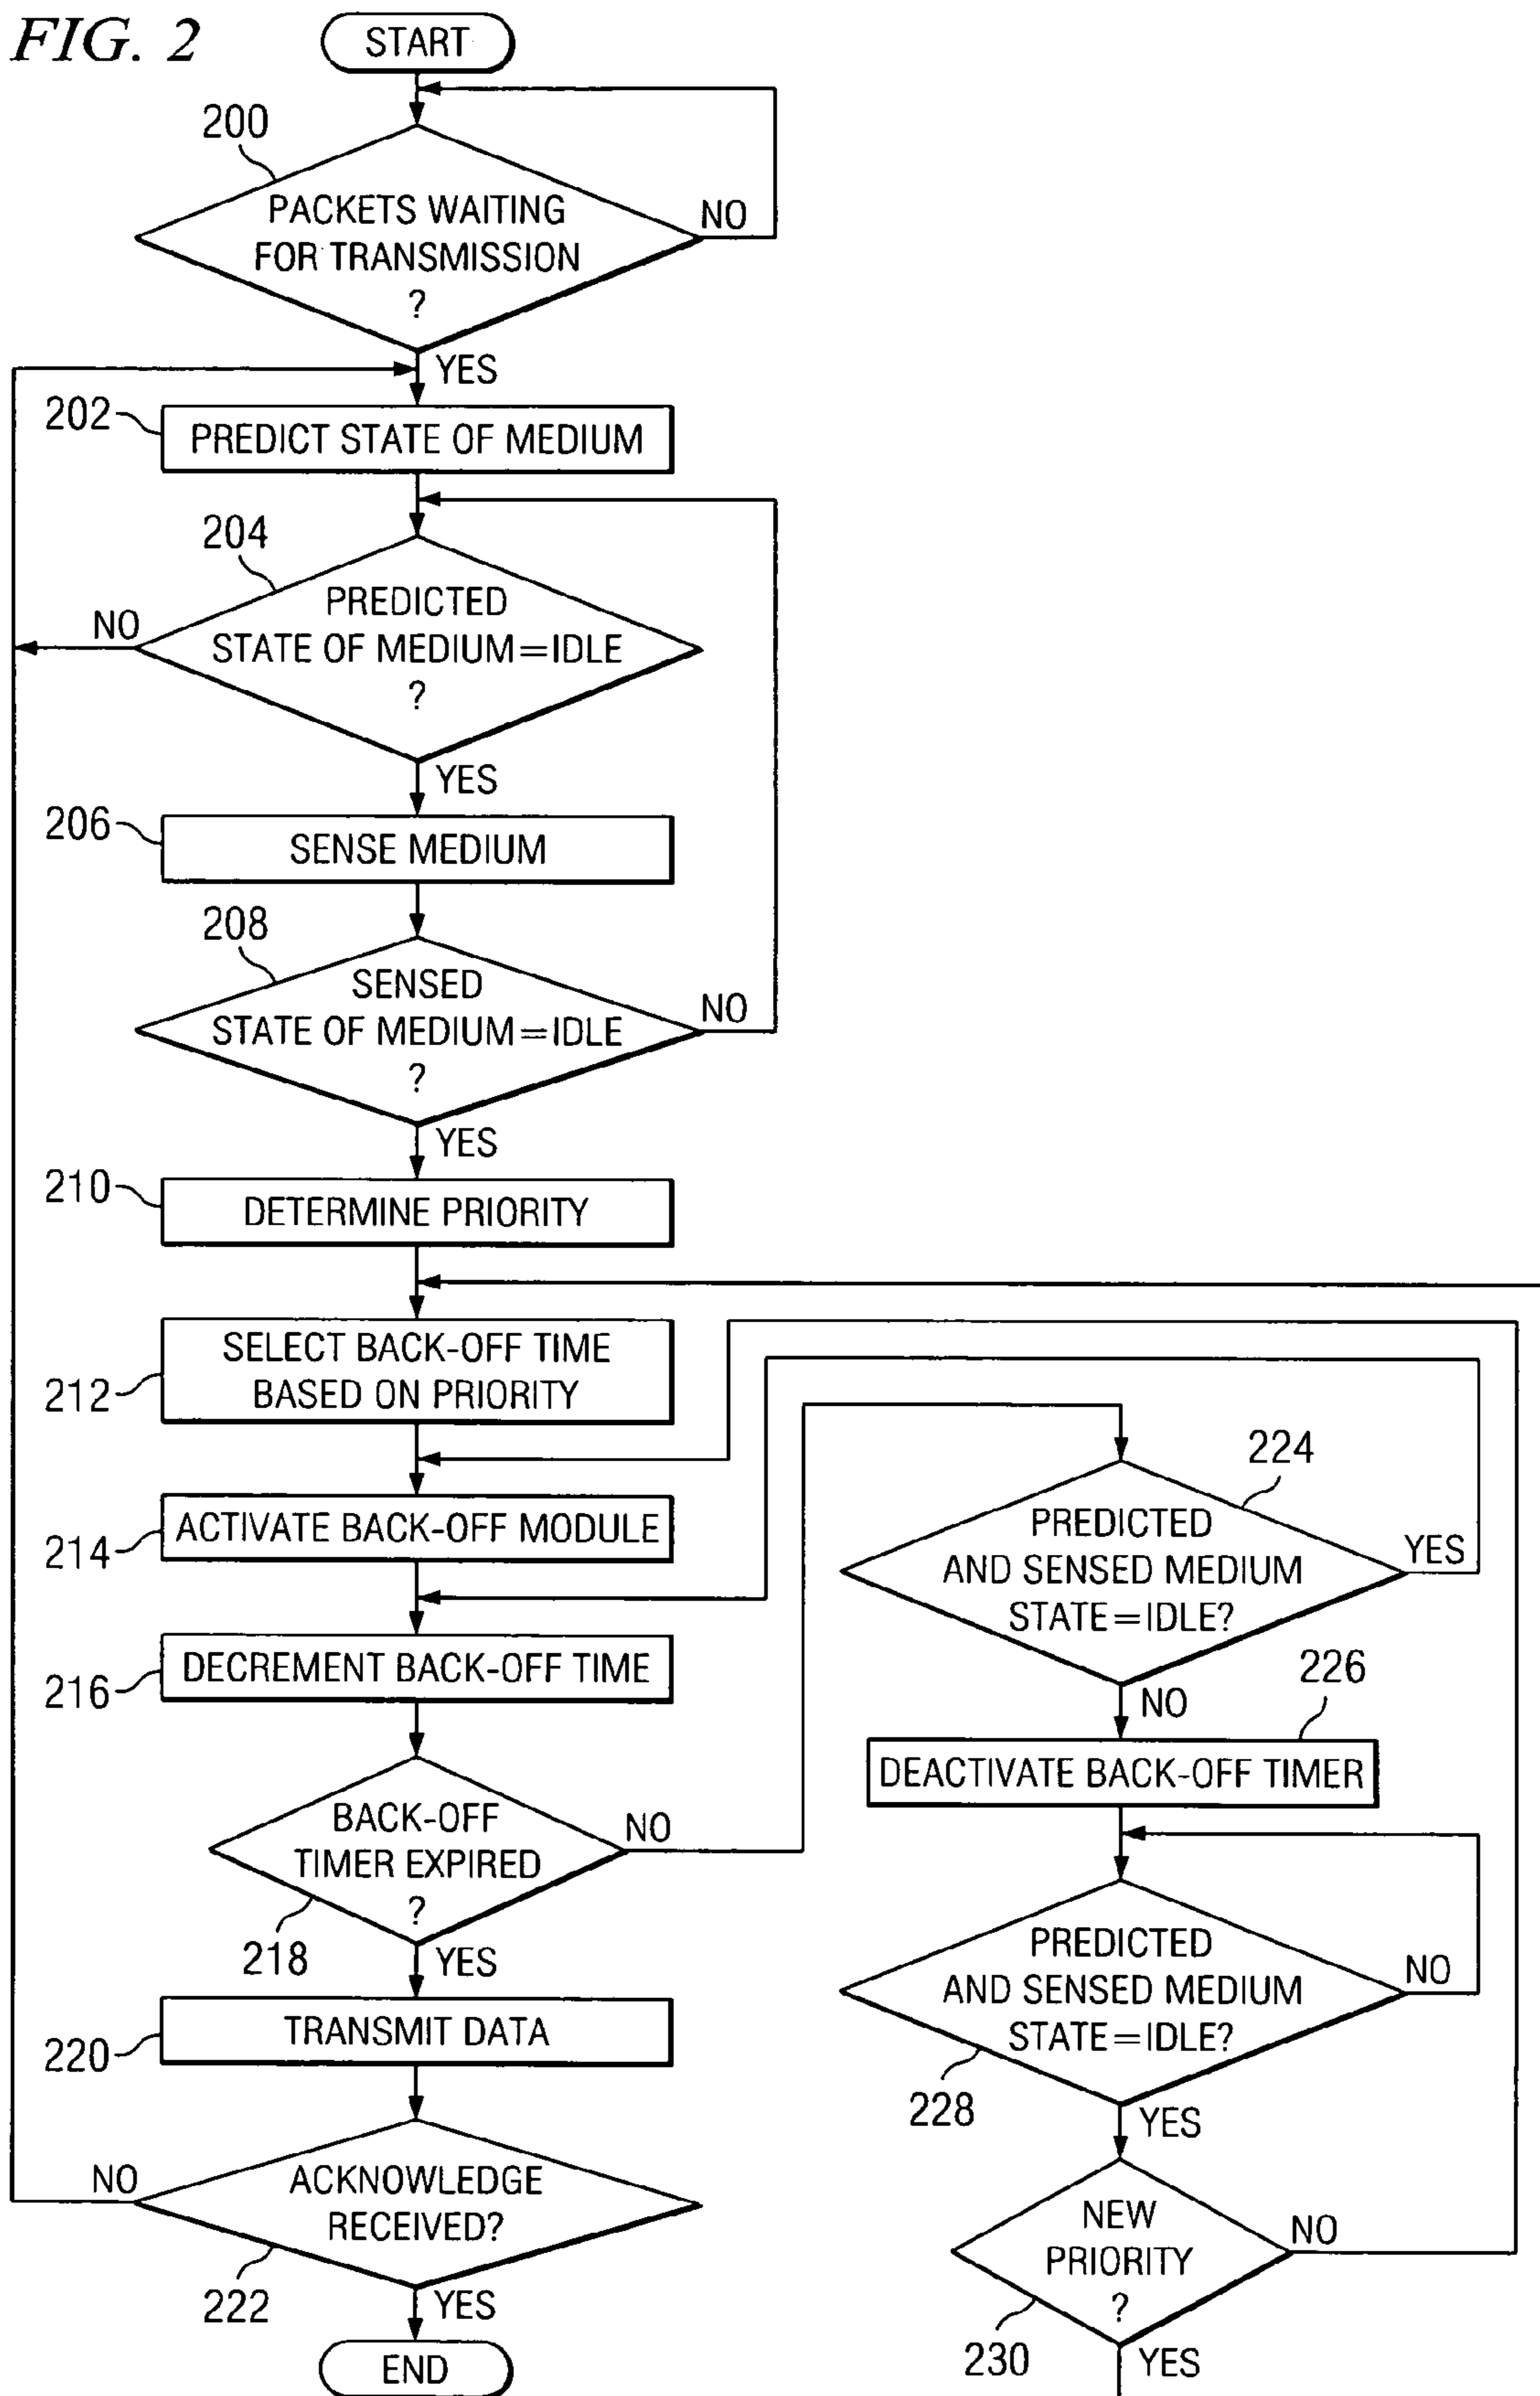 FIG. 2
START
200
PACKETS WAITING
FOR TRANSMISSION
?
NO
YES
202
PREDICT STATE OF MEDIUM
204
PREDICTED
STATE OF MEDIUM=IDLE
?
NO
YES
206
SENSE MEDIUM
208
SENSED
STATE OF MEDIUM=IDLE
?
NO
YES
210
DETERMINE PRIORITY
212
SELECT BACK-OFF TIME
BASED ON PRIORITY
214
ACTIVATE BACK-OFF MODULE
216
DECREMENT BACK-OFF TIME
BACK-OFF
TIMER EXPIRED
?
NO
218
YES
220
TRANSMIT DATA
NO
ACKNOWLEDGE
RECEIVED?
222
YES
END
224
PREDICTED
AND SENSED MEDIUM
STATE=IDLE?
YES
NO
226
DEACTIVATE BACK-OFF TIMER
PREDICTED
AND SENSED MEDIUM
STATE=IDLE?
NO
228
YES
NEW
PRIORITY
?
NO
230
YES